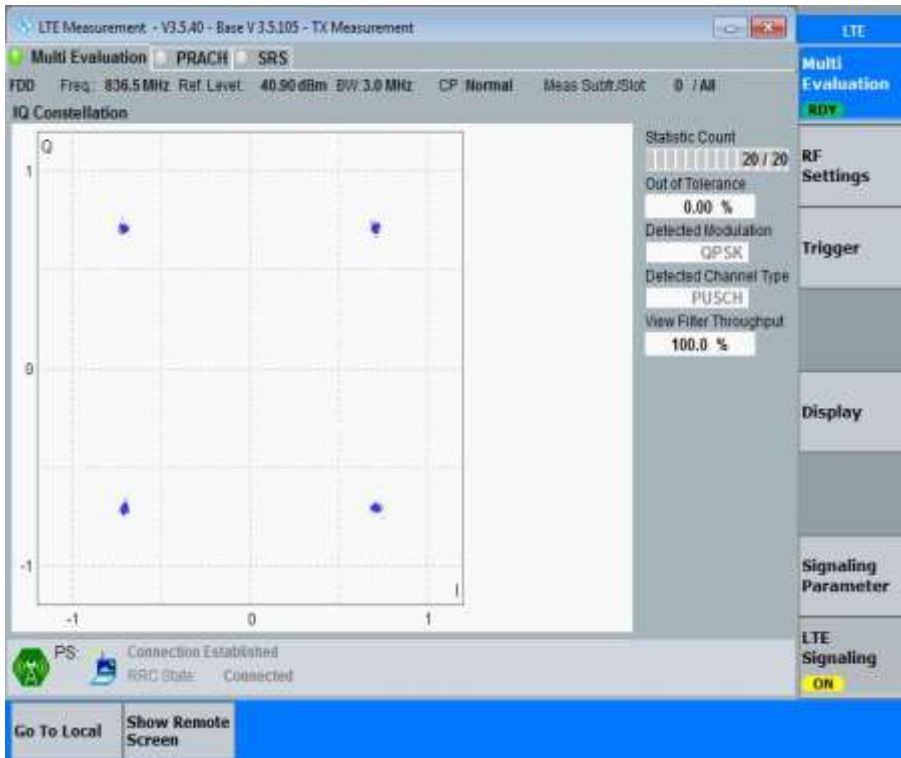 LTE Measurement - V3.5.40 - Base V 3.5.105 - TX Measurement
Multi Evaluation PRACH SRS
FDD Freq.: 836.5 MHz Ref. Level: 40.90 dBm BW: 3.0 MHz CP: Normal Meas Subfr./Slot: 0 / All
IQ Constellation
Q
1
0
-1
I
-1 0 1
Statistic Count
20 / 20
Out of Tolerance
0.00 %
Detected Modulation
QPSK
Detected Channel Type
PUSCH
View Filter Throughput
100.0 %
PS:
Connection Established
RRC State: Connected
LTE
Multi
Evaluation
RDY
RF
Settings
Trigger
Display
Signaling
Parameter
LTE
Signaling
ON
Go To Local
Show Remote
Screen